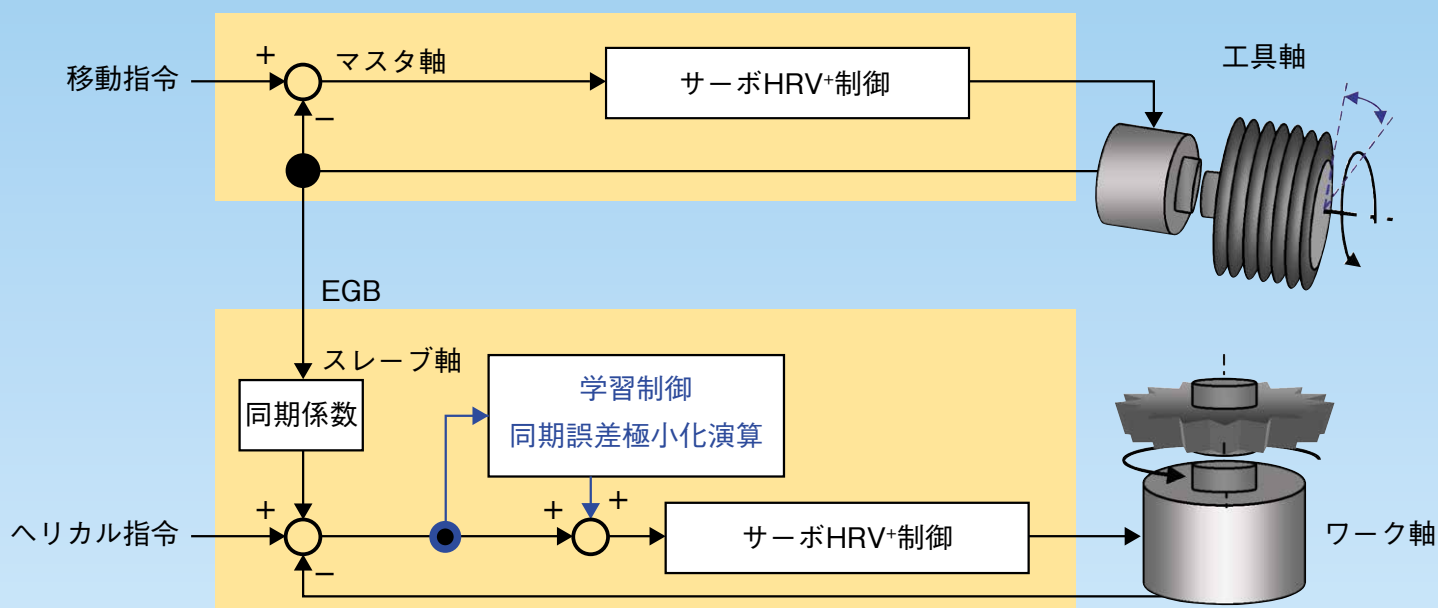 工具軸
+
マスタ軸
移動指令
サーボHRV+制御
−
EGB
スレーブ軸
学習制御
同期誤差極小化演算
同期係数
+
+
+
ヘリカル指令
サーボHRV+制御
ワーク軸
−